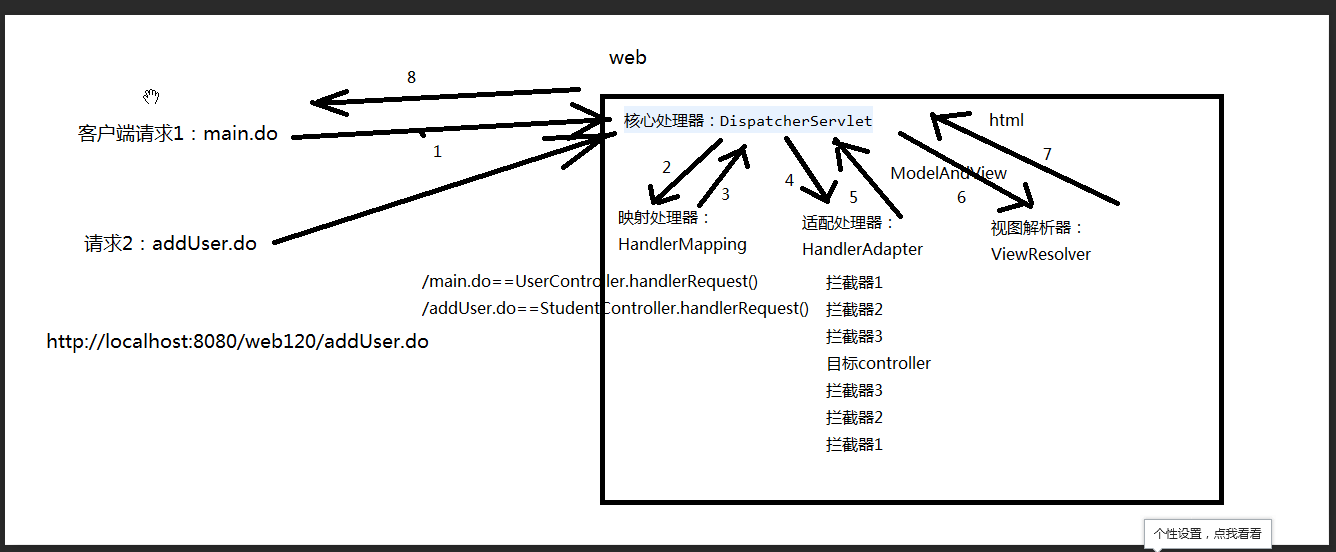 web
8
客户端请求1：main.do
1
核心处理器：DispatcherServlet
html
2
3
4
5
ModelAndView
6
7
映射处理器：
HandlerMapping
适配处理器：
HandlerAdapter
视图解析器：
ViewResolver
请求2：addUser.do
/main.do==UserController.handlerRequest()
/addUser.do==StudentController.handlerRequest()
拦截器1
拦截器2
拦截器3
目标controller
拦截器3
拦截器2
拦截器1
http://localhost:8080/web120/addUser.do
个性设置，点我看看